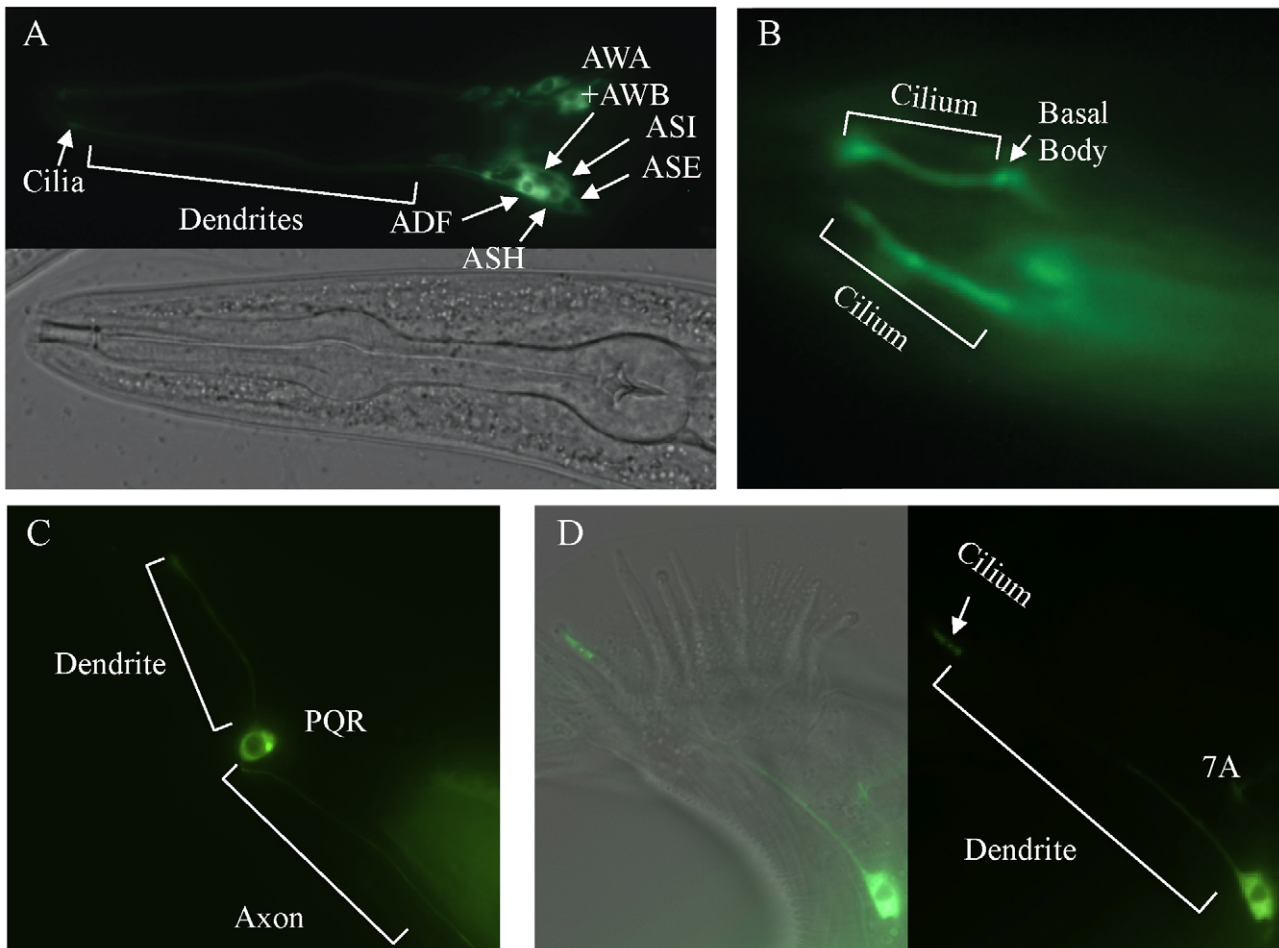 A
AWA
+AWB
ASI
ASE
Cilia
Dendrites
ADF
ASH
B
Cilium
Basal
Body
Cilium
C
Dendrite
PQR
Axon
D
Cilium
7A
Dendrite